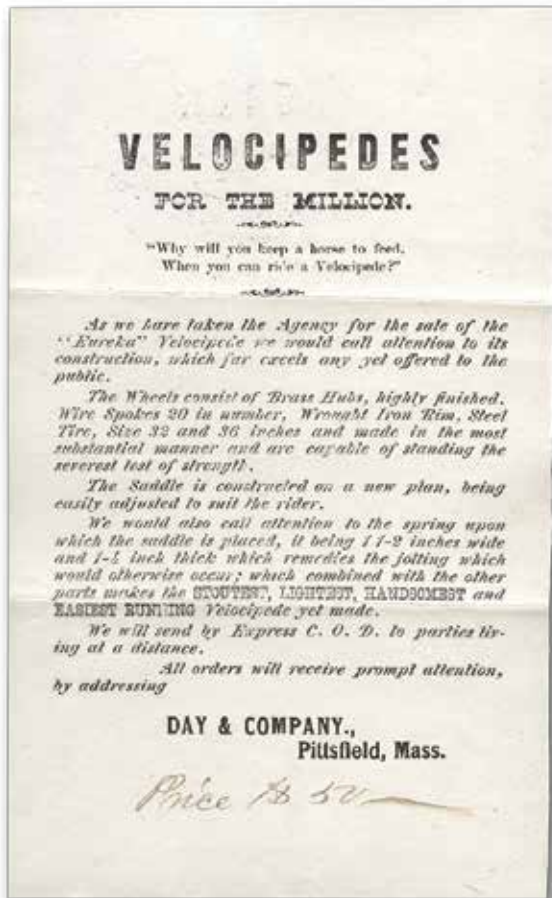 VELOCIPEDES
FOR THE MILLION.
"Why will you keep a horse to feed,
When you can ride a Velocipede?"
As we have taken the Agency for the sale of the
"Eureka" Velocipede we would call attention to its
construction, which far excels any yet offered to the
public.
The Wheels consist of Brass Hubs, highly finished.
Wire Spokes 20 in number, Wrought Iron Rim, Steel
Tire, Size 32 and 36 inches and made in the most
substantial manner and are capable of standing the
severest test of strength.
The Saddle is constructed on a new plan, being
easily adjusted to suit the rider.
We would also call attention to the spring upon
which the saddle is placed, it being 1 1-2 inches wide
and inch thick which remedies the jolting which
would otherwise occur; which combined with the other
parts makes the STOUTEST, LIGHTEST, HANDSOMEST and
EASIEST RUNNING Velocipede yet made.
We will send by Express C. O. D. to parties liv-
ing at a distance.
All orders will receive prompt attention,
by addressing
DAY & COMPANY.,
Pittsfield, Mass.
Price $ 50